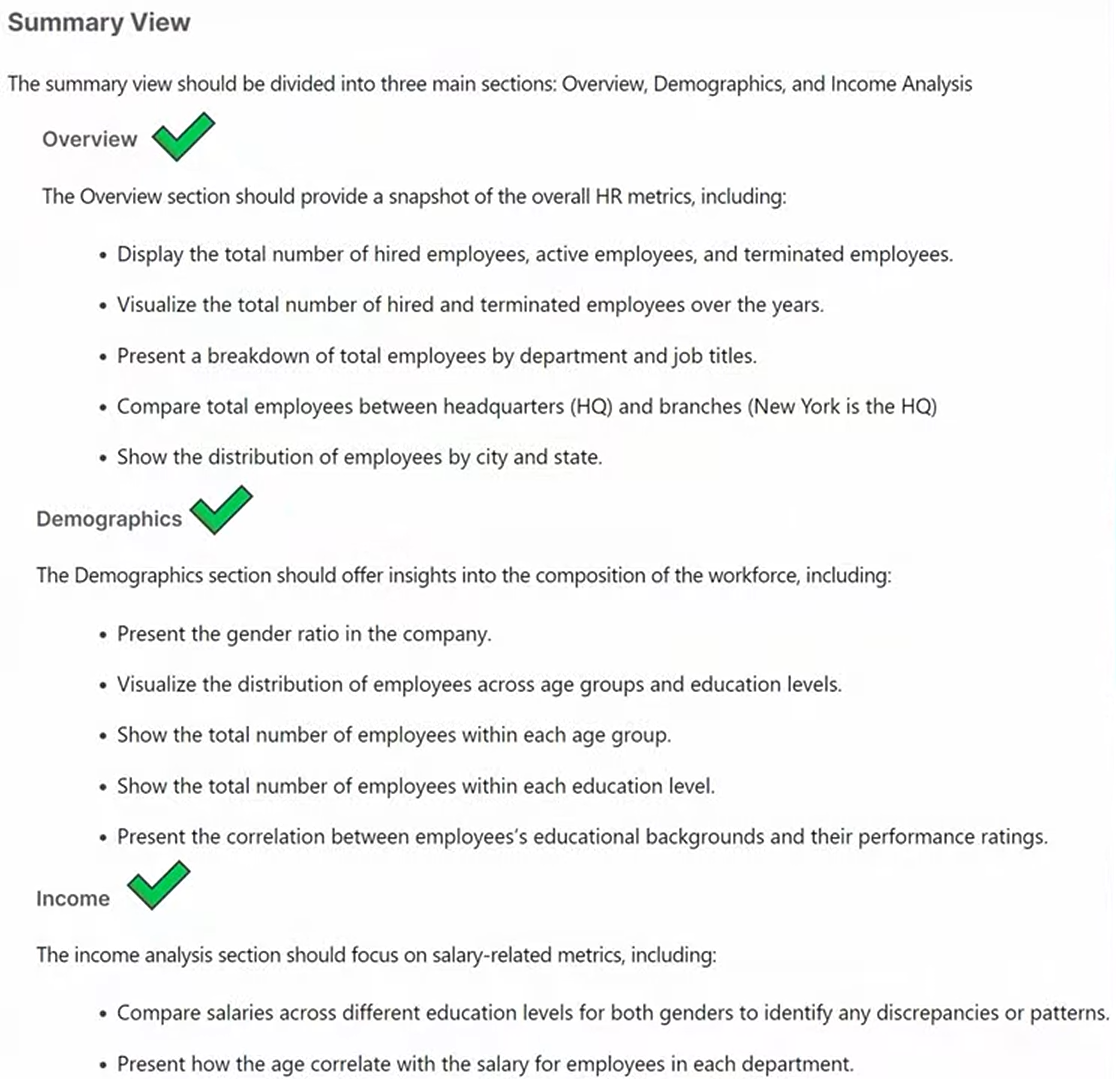 Summary View
The summary view should be divided into three main sections: Overview, Demographics, and Income Analysis
Overview
The Overview section should provide a snapshot of the overall HR metrics, including:
• Display the total number of hired employees, active employees, and terminated employees.
• Visualize the total number of hired and terminated employees over the years.
• Present a breakdown of total employees by department and job titles.
• Compare total employees between headquarters (HQ) and branches (New York is the HQ)
• Show the distribution of employees by city and state.
Demographics
The Demographics section should offer insights into the composition of the workforce, including:
• Present the gender ratio in the company.
• Visualize the distribution of employees across age groups and education levels.
• Show the total number of employees within each age group.
• Show the total number of employees within each education level.
• Present the correlation between employees's educational backgrounds and their performance ratings.
Income
The income analysis section should focus on salary-related metrics, including:
• Compare salaries across different education levels for both genders to identify any discrepancies or patterns.
• Present how the age correlate with the salary for employees in each department.